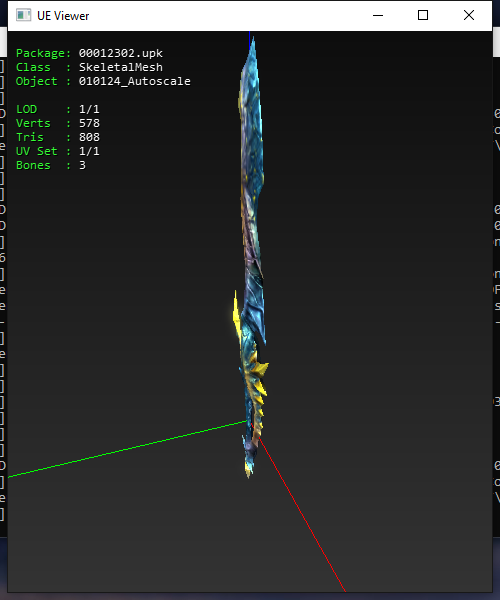 UE Viewer
Package: 00012302.upk
Class  : SkeletalMesh
Object : 010124_Autoscale
LOD    : 1/1
Verts  : 578
Tris   : 808
UV Set : 1/1
Bones  : 3